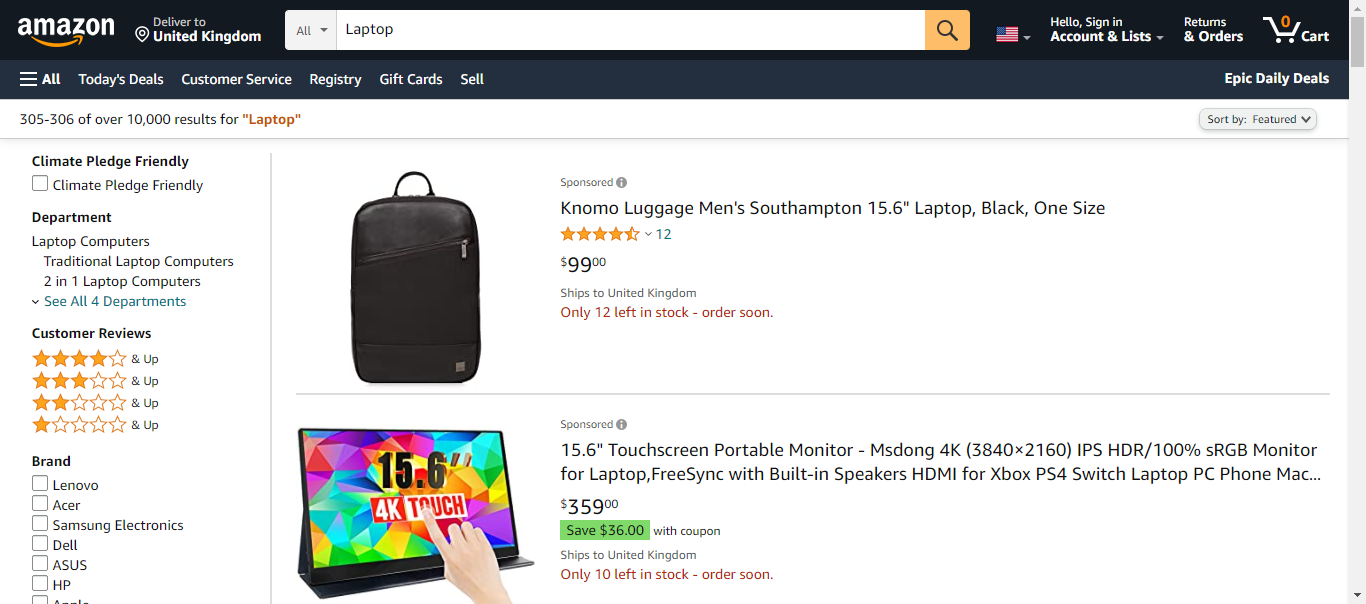 amazon
Deliver to
United Kingdom
All
Laptop
Hello, Sign in
Account & Lists
Returns
& Orders
0
Cart
All
Today's Deals
Customer Service
Registry
Gift Cards
Sell
Epic Daily Deals
305-306 of over 10,000 results for "Laptop"
Sort by: Featured
Climate Pledge Friendly
Climate Pledge Friendly
Department
Laptop Computers
Traditional Laptop Computers
2 in 1 Laptop Computers
See All 4 Departments
Customer Reviews
& Up
& Up
& Up
& Up
Brand
Lenovo
Acer
Samsung Electronics
Dell
ASUS
HP
Apple
Sponsored
Knomo Luggage Men's Southampton 15.6" Laptop, Black, One Size
12
$9900
Ships to United Kingdom
Only 12 left in stock - order soon.
15.6"
4K TOUCH
Sponsored
15.6" Touchscreen Portable Monitor - Msdong 4K (3840×2160) IPS HDR/100% sRGB Monitor
for Laptop,FreeSync with Built-in Speakers HDMI for Xbox PS4 Switch Laptop PC Phone Mac...
$35900
Save $36.00 with coupon
Ships to United Kingdom
Only 10 left in stock - order soon.